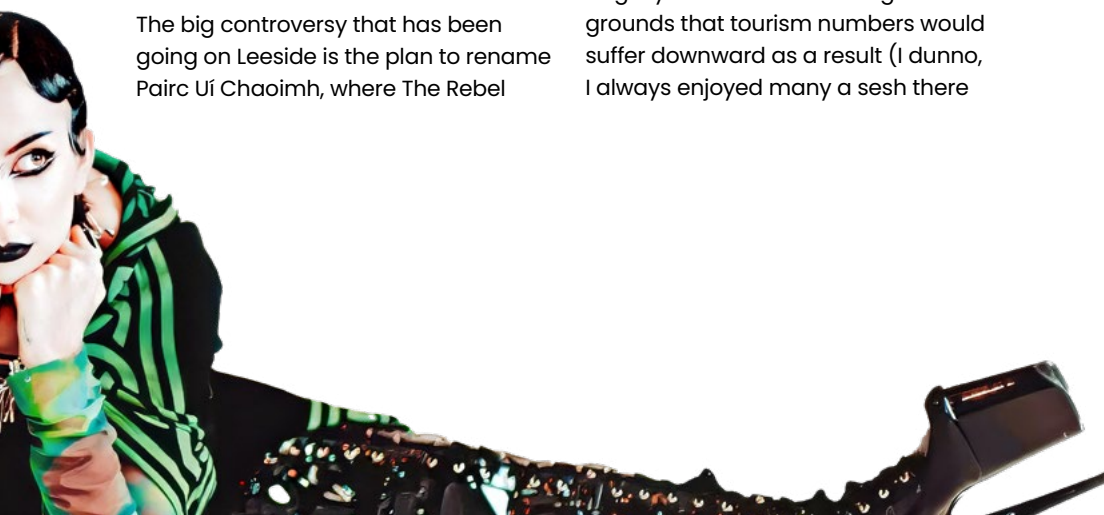 The big controversy that has been
going on Leeside is the plan to rename
Pairc Uí Chaoimh, where The Rebel
grounds that tourism numbers would
suffer downward as a result (I dunno,
I always enjoyed many a sesh there